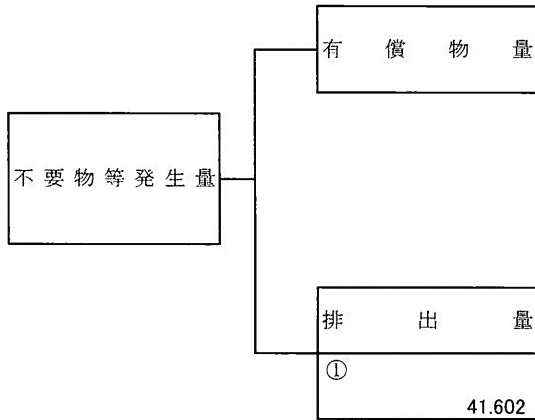 有償物量
不要物等発生量
排出量
①
41.602